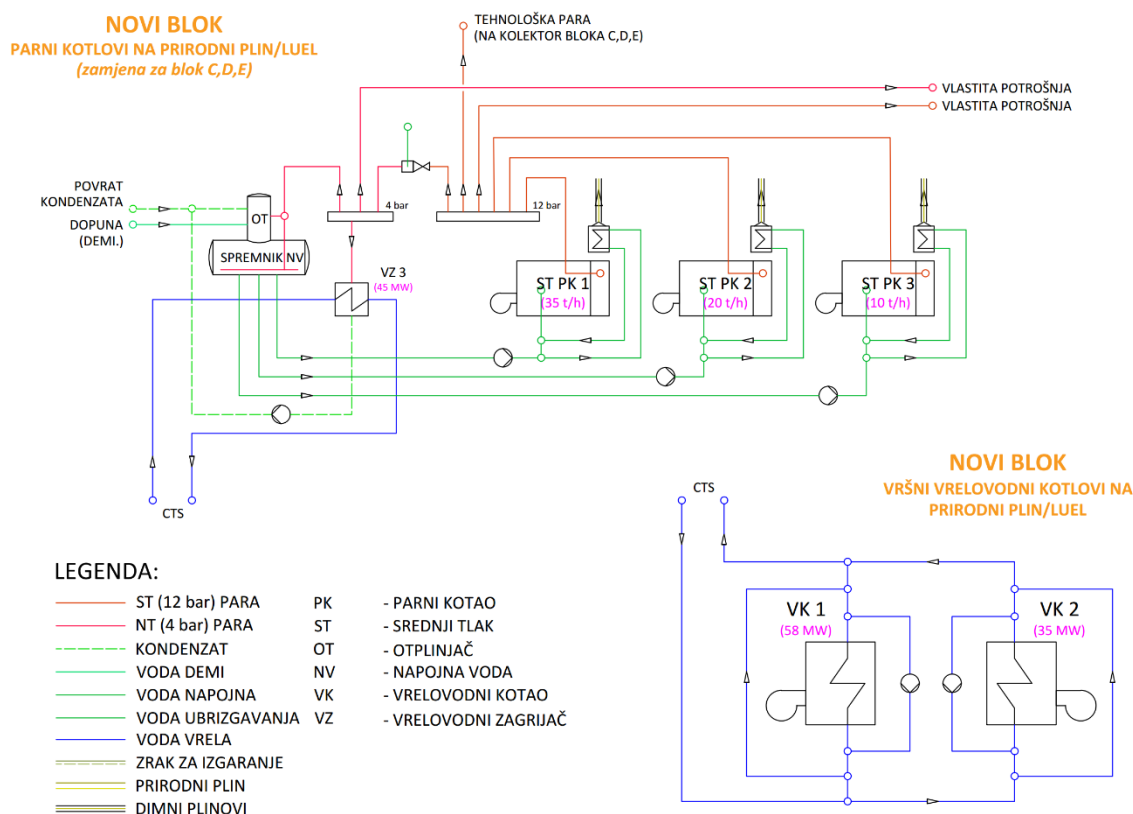 NOVI BLOK
PARNI KOTLOVI NA PRIRODNI PLIN/LUEL
(zamjena za blok C,D,E)
TEHNOLOŠKA PARA
(NA KOLEKTOR BLOKA C,D,E)
VLASTITA POTROŠNJA
VLASTITA POTROŠNJA
POVRAT
KONDENZATA
DOPUNA
(DEMI.)
OT
SPREMNIK NV
4 bar
12 bar
VZ 3
(45 MW)
ST PK 1
(35 t/h)
ST PK 2
(20 t/h)
ST PK 3
(10 t/h)
CTS
NOVI BLOK
VRŠNI VRELOVODNI KOTLOVI NA
PRIRODNI PLIN/LUEL
CTS
VK 1
(58 MW)
VK 2
(35 MW)
LEGENDA:
ST (12 bar) PARA PK - PARNI KOTAO
NT (4 bar) PARA ST - SREDNJI TLAK
KONDENZAT OT - OTPLINJAČ
VODA DEMI NV - NAPOJNA VODA
VODA NAPOJNA VK - VRELOVODNI KOTAO
VODA UBRIZGAVANJA VZ - VRELOVODNI ZAGRIJAČ
VODA VRELA
ZRAK ZA IZGARANJE
PRIRODNI PLIN
DIMNI PLINOVI